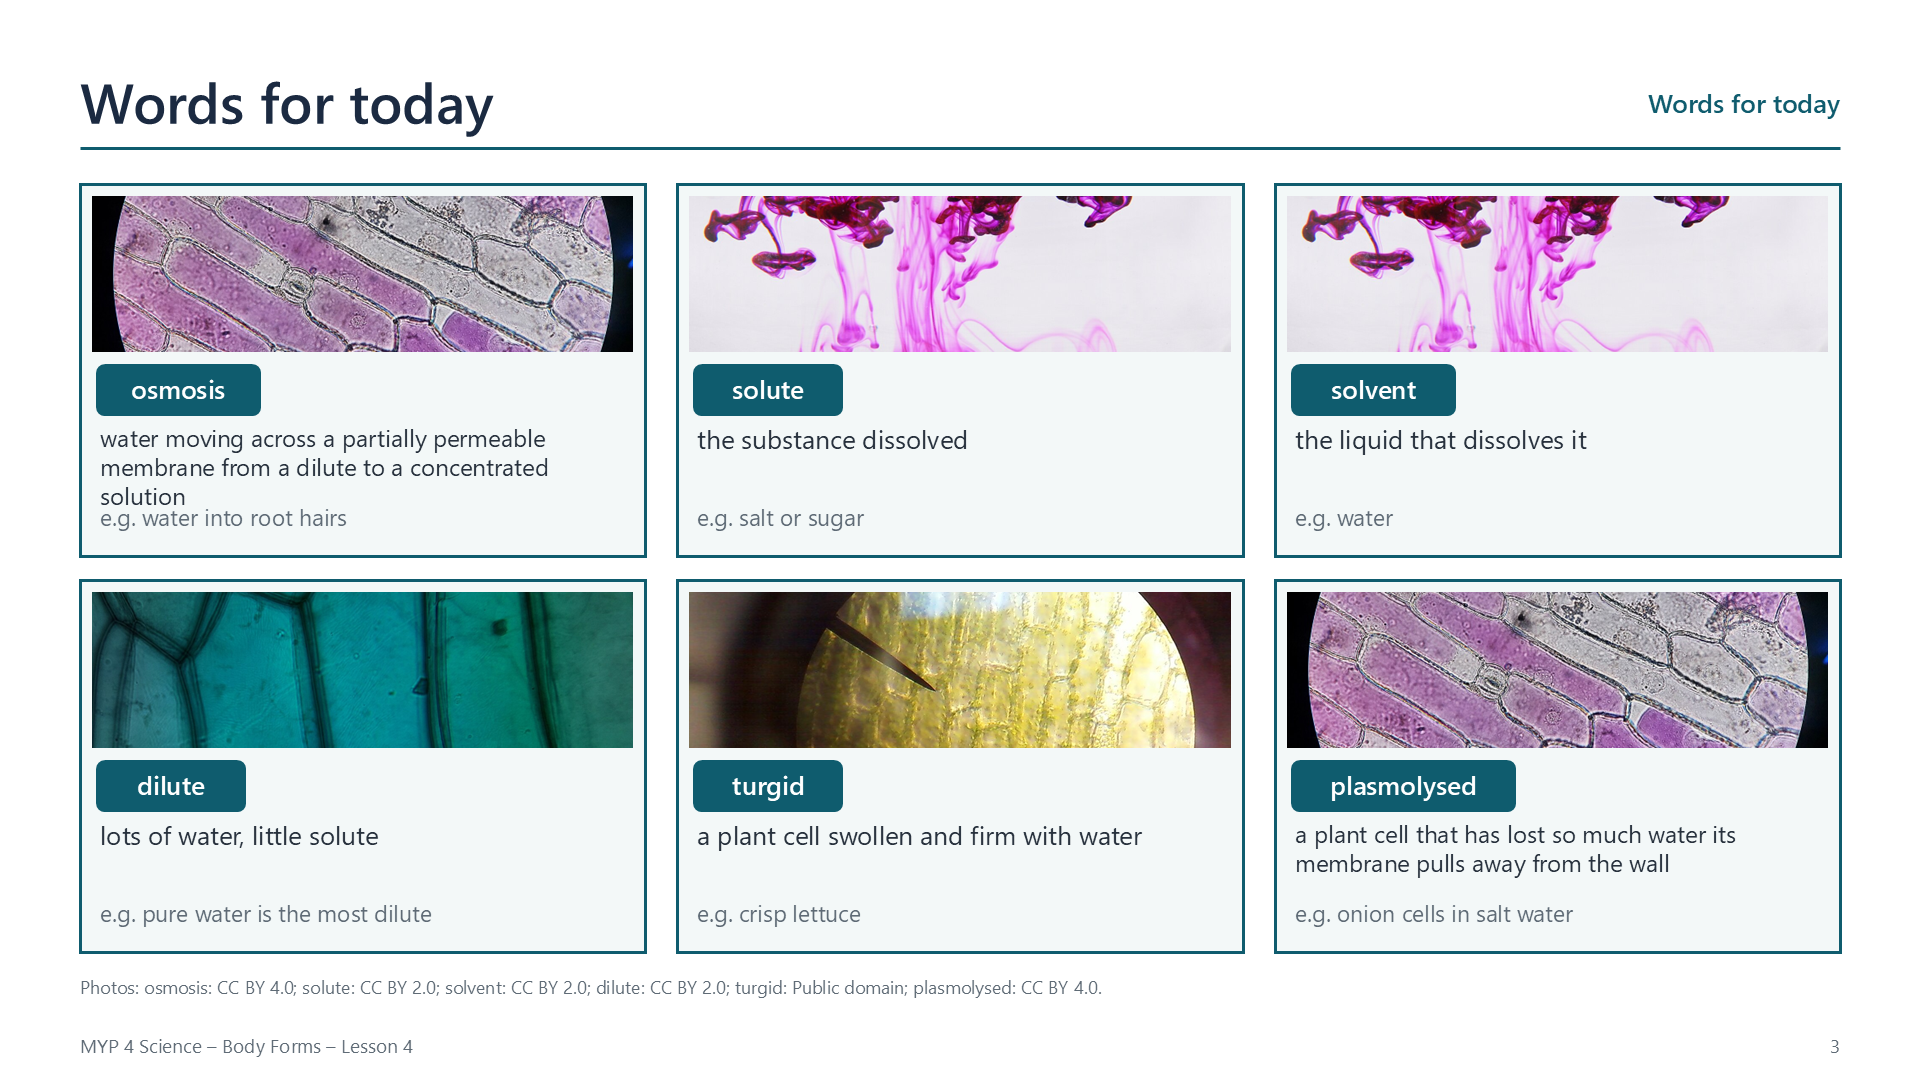 Words for today
Words for today
osmosis
water moving across a partially permeable
membrane from a dilute to a concentrated
solution
e.g. water into root hairs
solute
the substance dissolved
e.g. salt or sugar
solvent
the liquid that dissolves it
e.g. water
dilute
lots of water, little solute
e.g. pure water is the most dilute
turgid
a plant cell swollen and firm with water
e.g. crisp lettuce
plasmolysed
a plant cell that has lost so much water its
membrane pulls away from the wall
e.g. onion cells in salt water
Photos: osmosis: CC BY 4.0; solute: CC BY 2.0; solvent: CC BY 2.0; dilute: CC BY 2.0; turgid: Public domain; plasmolysed: CC BY 4.0.
MYP 4 Science – Body Forms – Lesson 4
3